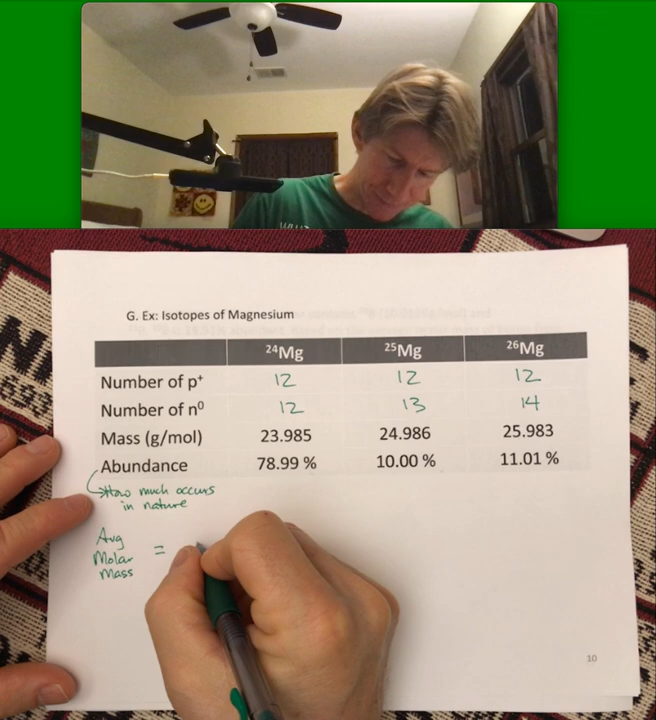 G. Ex: Isotopes of Magnesium
²⁴Mg ²⁵Mg ²⁶Mg
Number of p⁺ 12 12 12
Number of n⁰ 12 13 14
Mass (g/mol) 23.985 24.986 25.983
Abundance 78.99 % 10.00 % 11.01 %
How much occurs
in nature
Avg
Molar =
Mass
10